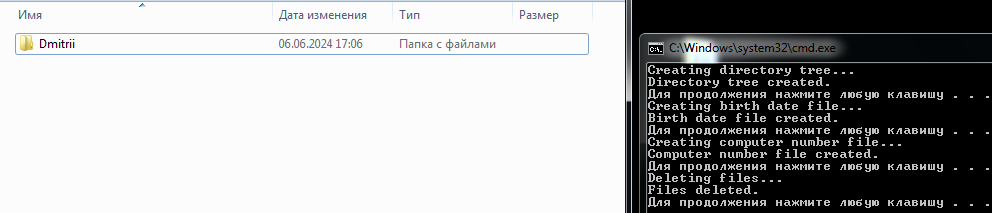 Имя Дата изменения Тип Размер
Dmitrii 06.06.2024 17:06 Папка с файлами
C:\Windows\system32\cmd.exe
Creating directory tree...
Directory tree created.
Для продолжения нажмите любую клавишу . . .
Creating birth date file...
Birth date file created.
Для продолжения нажмите любую клавишу . . .
Creating computer number file...
Computer number file created.
Для продолжения нажмите любую клавишу . . .
Deleting files...
Files deleted.
Для продолжения нажмите любую клавишу . . .